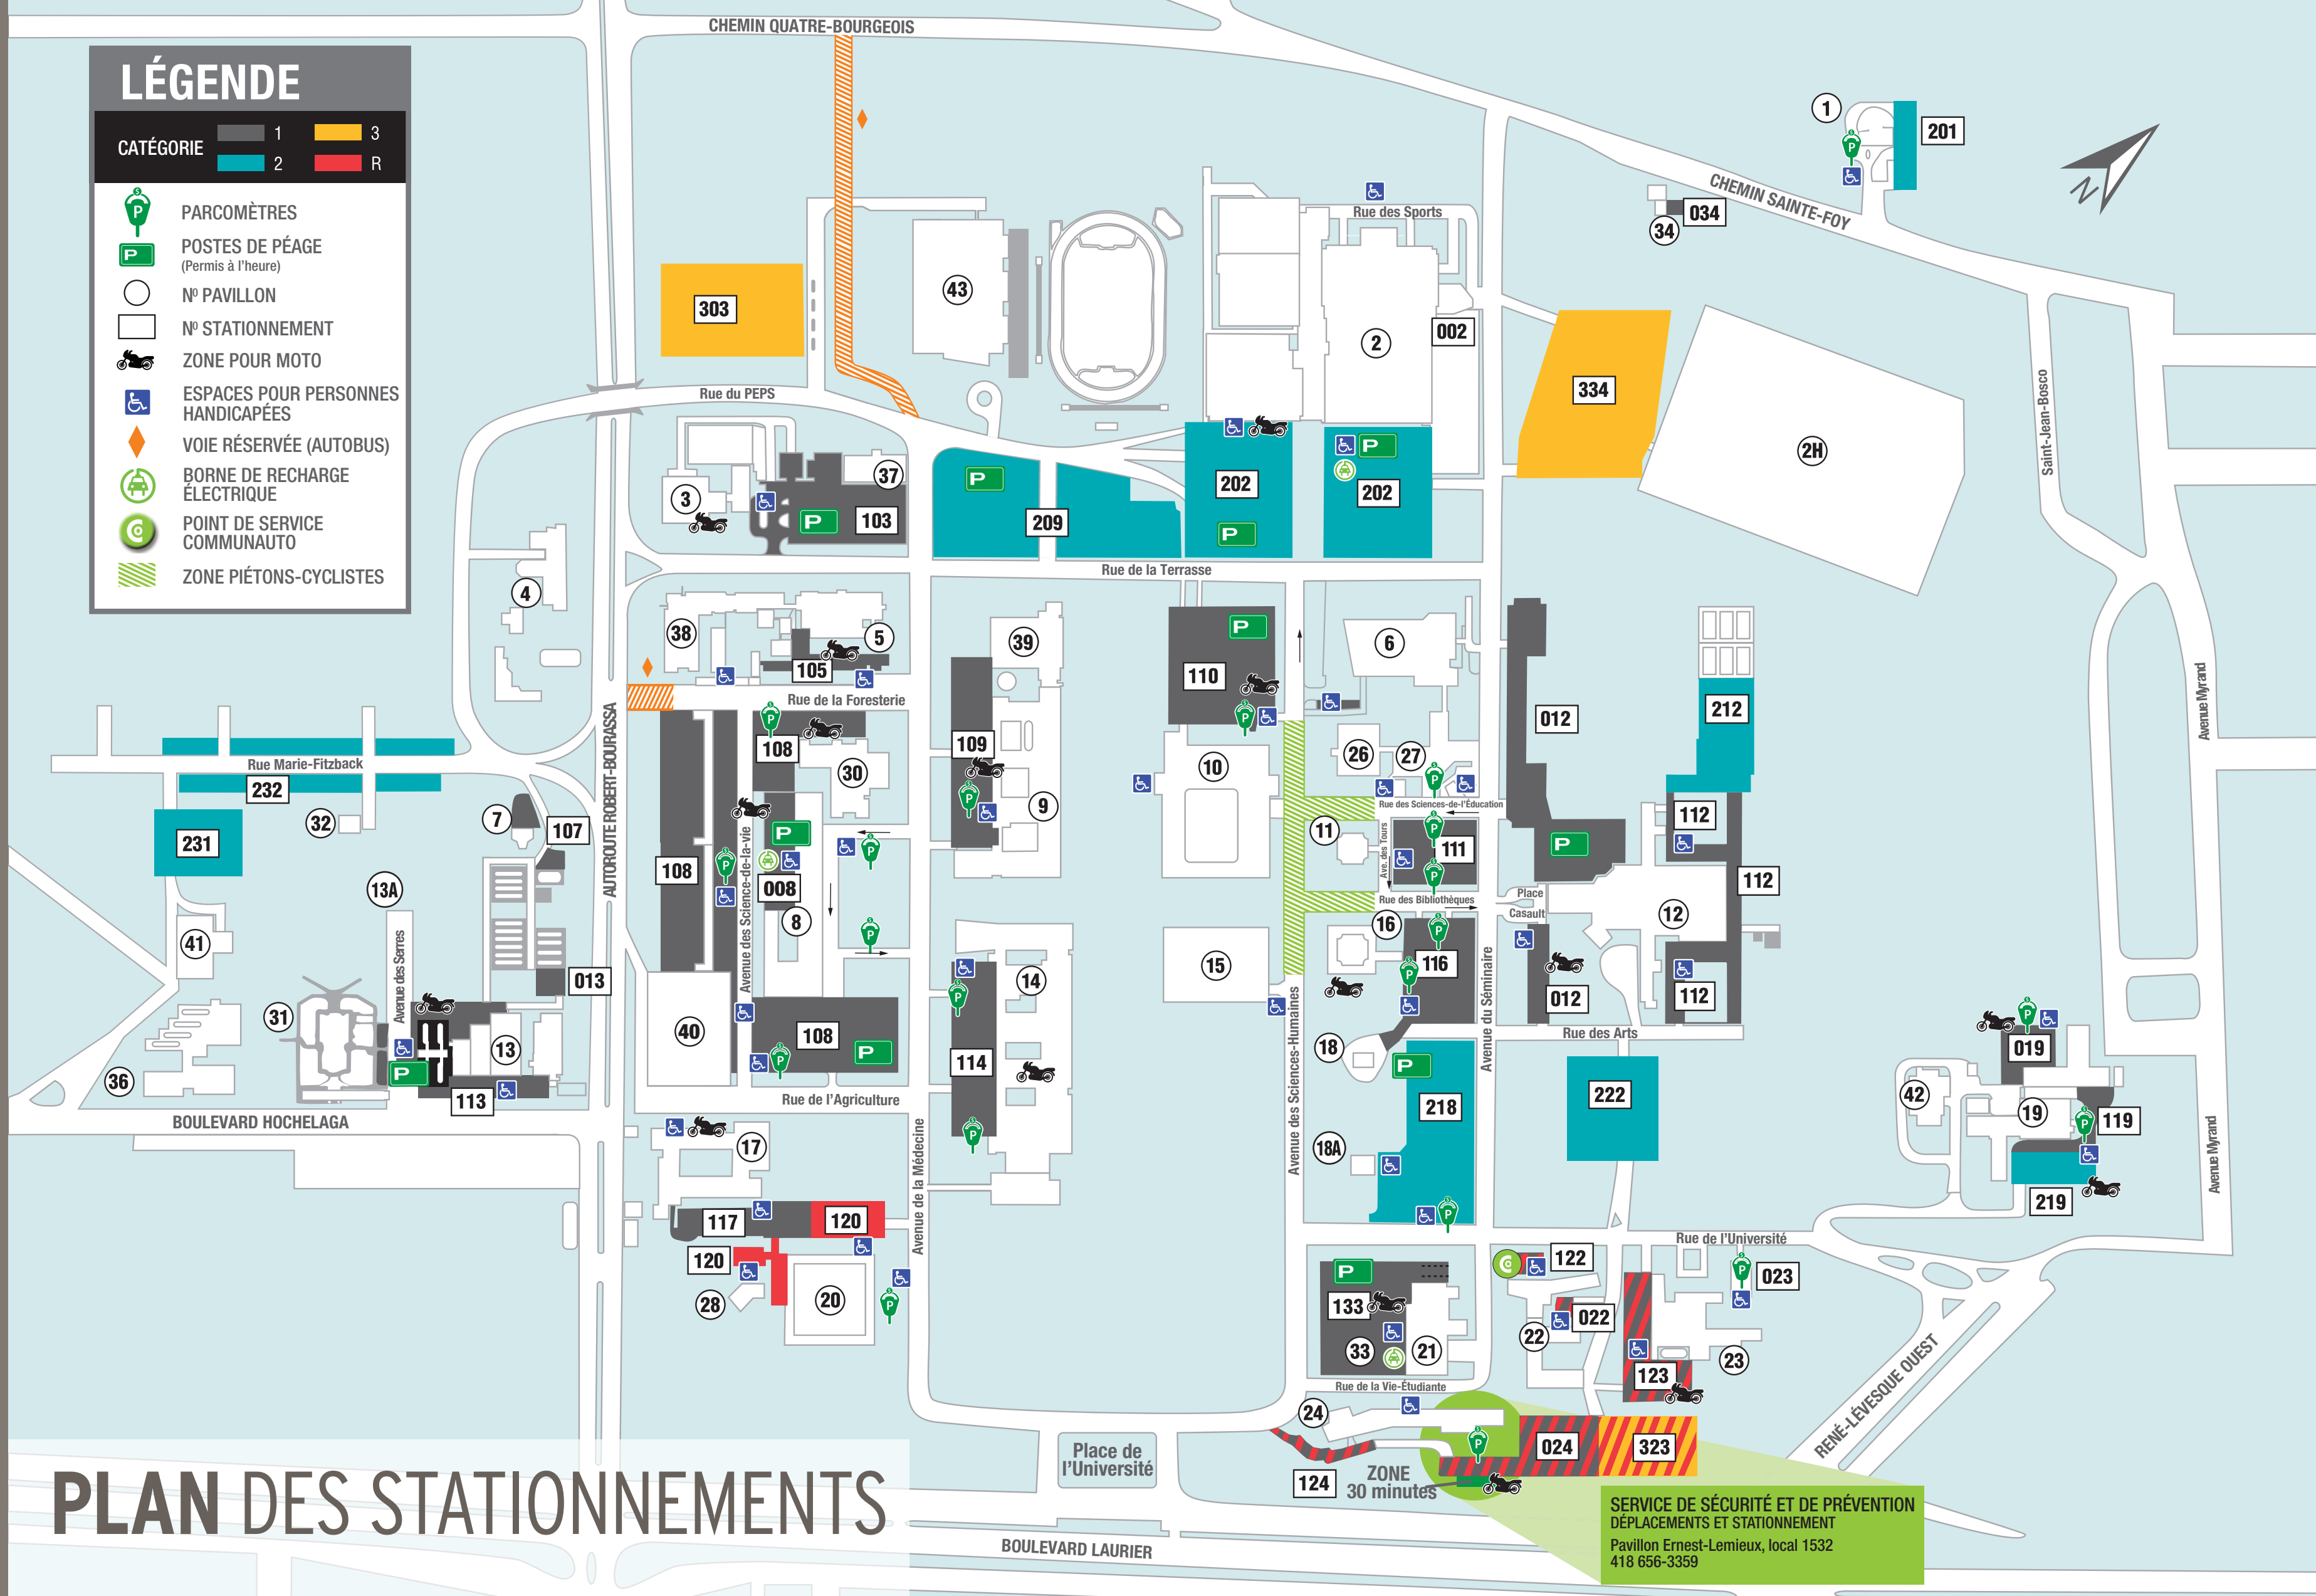 CHEMIN QUATRE-BOURGEOIS
LÉGENDE
CATÉGORIE
1
3
2
R
PARCOMÈTRES
POSTES DE PÉAGE
(Permis à l'heure)
Nº PAVILLON
Nº STATIONNEMENT
ZONE POUR MOTO
ESPACES POUR PERSONNES
HANDICAPÉES
VOIE RÉSERVÉE (AUTOBUS)
BORNE DE RECHARGE
ÉLECTRIQUE
POINT DE SERVICE
COMMUNAUTO
ZONE PIÉTONS-CYCLISTES
1
201
N
CHEMIN SAINTE-FOY
034
34
Rue des Sports
303
43
2
002
334
2H
Saint-Jean-Bosco
Rue du PEPS
3
37
103
P
209
P
202
P
202
P
Rue de la Terrasse
4
38
5
105
Rue de la Foresterie
39
110
P
6
012
212
Avenue Myrand
AUTOROUTE ROBERT-BOURASSA
Rue Marie-Fitzback
232
231
32
7
107
108
30
109
9
10
26
27
Rue des Sciences-de-l'Éducation
11
Ave. des Tours
111
P
112
112
108
P
008
8
Avenue des Science-de-la-vie
13A
41
Avenue des Serres
013
31
13
36
P
113
BOULEVARD HOCHELAGA
40
108
P
Rue de l'Agriculture
14
114
15
16
Rue des Bibliothèques
Place
Casault
12
116
012
112
Avenue du Séminaire
Rue des Arts
18
P
218
222
18A
Avenue des Sciences-Humaines
019
42
19
119
219
Avenue Myrand
17
117
120
120
28
20
Avenue de la Médecine
Rue de l'Université
P
133
33
21
122
022
22
023
123
23
Rue de la Vie-Étudiante
24
024
323
124
ZONE
30 minutes
RENÉ-LÉVESQUE OUEST
Place de
l'Université
PLAN DES STATIONNEMENTS
BOULEVARD LAURIER
SERVICE DE SÉCURITÉ ET DE PRÉVENTION
DÉPLACEMENTS ET STATIONNEMENT
Pavillon Ernest-Lemieux, local 1532
418 656-3359